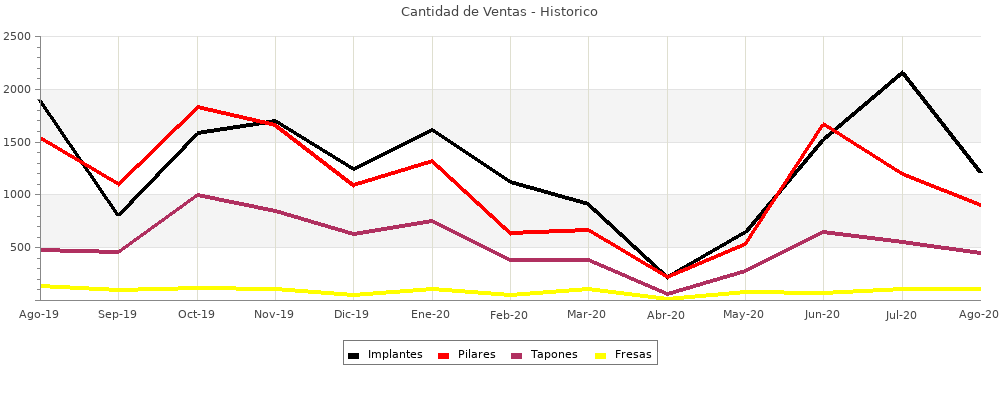 Cantidad de Ventas - Historico
2500
2000
1500
1000
500
Ago-19 Sep-19 Oct-19 Nov-19 Dic-19 Ene-20 Feb-20 Mar-20 Abr-20 May-20 Jun-20 Jul-20 Ago-20
Implantes Pilares Tapones Fresas